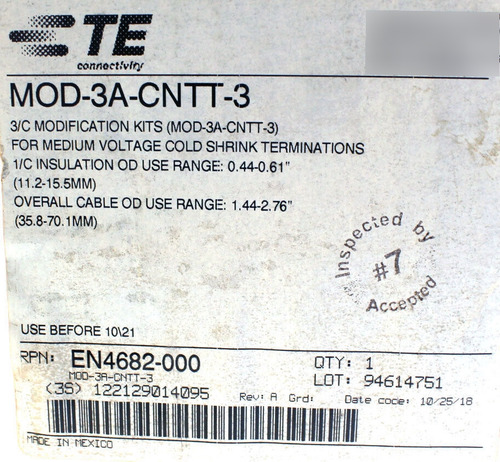 TE
connectivity
MOD-3A-CNTT-3
3/C MODIFICATION KITS (MOD-3A-CNTT-3)
FOR MEDIUM VOLTAGE COLD SHRINK TERMINATIONS
1/C INSULATION OD USE RANGE: 0.44-0.61"
(11.2-15.5MM)
OVERALL CABLE OD USE RANGE: 1.44-2.76"
(35.8-70.1MM)
Inspected by
#7
Accepted
USE BEFORE 10\21
RPN: EN4682-000 QTY: 1
MOD-3A-CNTT-3 LOT: 94614751
(3S) 122129014095 Rev: A Grd: Date code: 10/25/18
MADE IN MEXICO